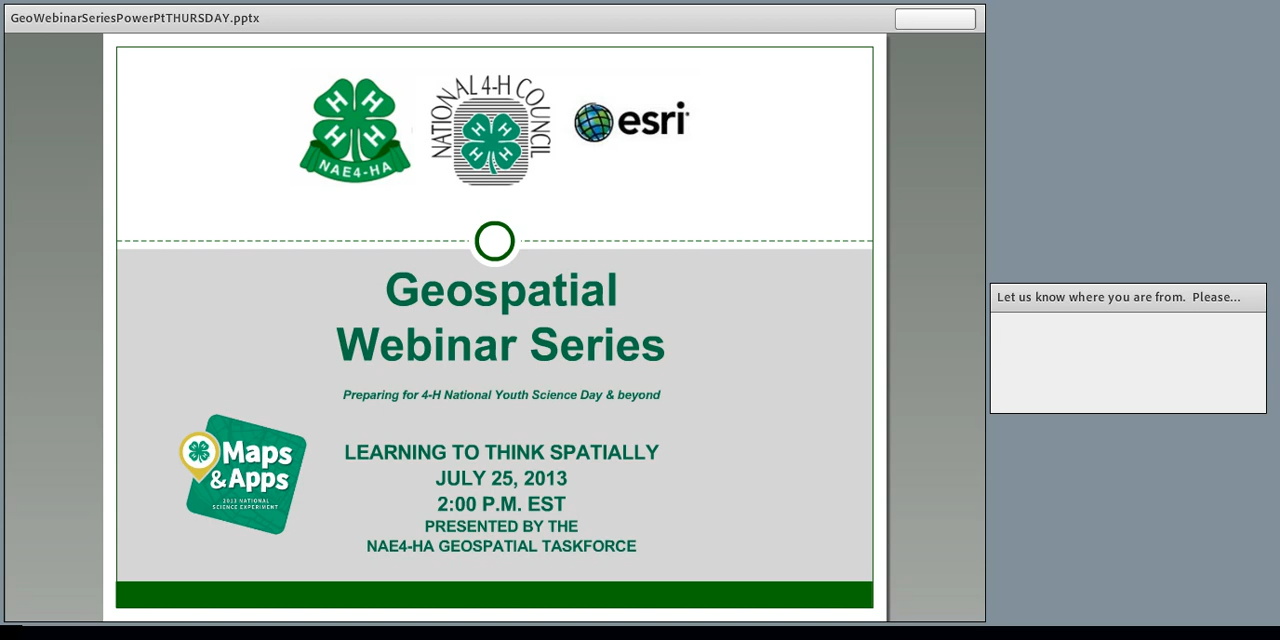 GeoWebinarSeriesPowerPtTHURSDAY.pptx
H H
H H
NAE4-HA
NATIONAL 4-H COUNCIL
H H
H H
esri
Geospatial
Webinar Series
Preparing for 4-H National Youth Science Day & beyond
Maps
& Apps
2013 NATIONAL
SCIENCE EXPERIMENT
LEARNING TO THINK SPATIALLY
JULY 25, 2013
2:00 P.M. EST
PRESENTED BY THE
NAE4-HA GEOSPATIAL TASKFORCE
Let us know where you are from.  Please...